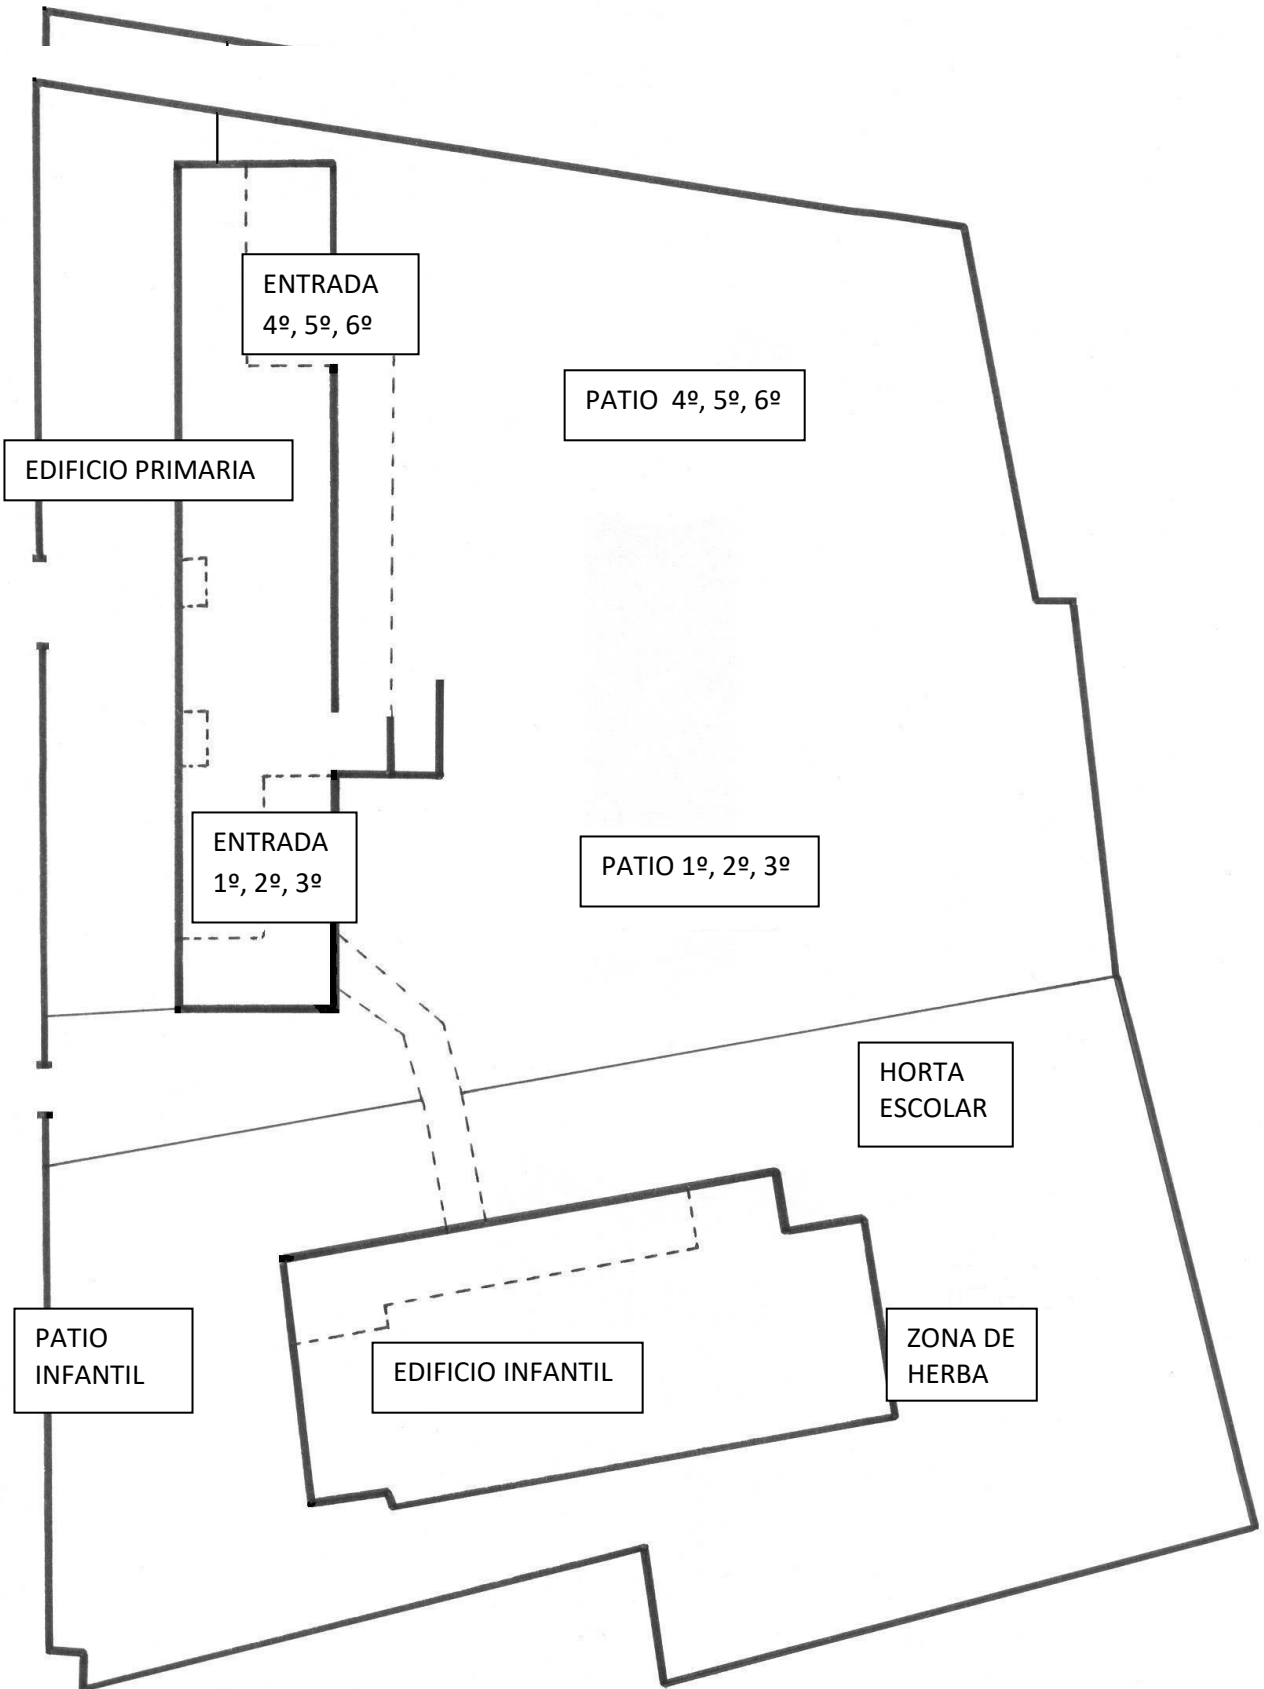 ENTRADA
4º, 5º, 6º
PATIO 4º, 5º, 6º
EDIFICIO PRIMARIA
ENTRADA
1º, 2º, 3º
PATIO 1º, 2º, 3º
HORTA
ESCOLAR
PATIO
INFANTIL
EDIFICIO INFANTIL
ZONA DE
HERBA